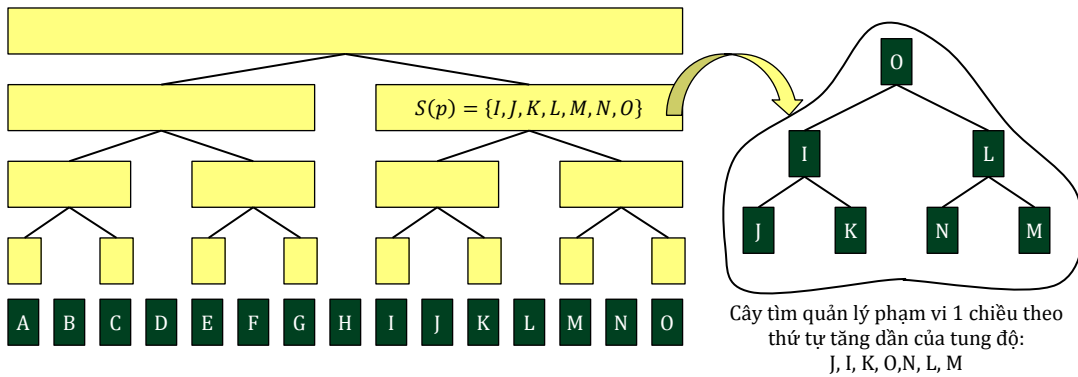 S(p) = {I, J, K, L, M, N, O}
O
I L
J K N M
A B C D E F G H I J K L M N O
Cây tìm quản lý phạm vi 1 chiều theo
thứ tự tăng dần của tung độ:
J, I, K, O,N, L, M